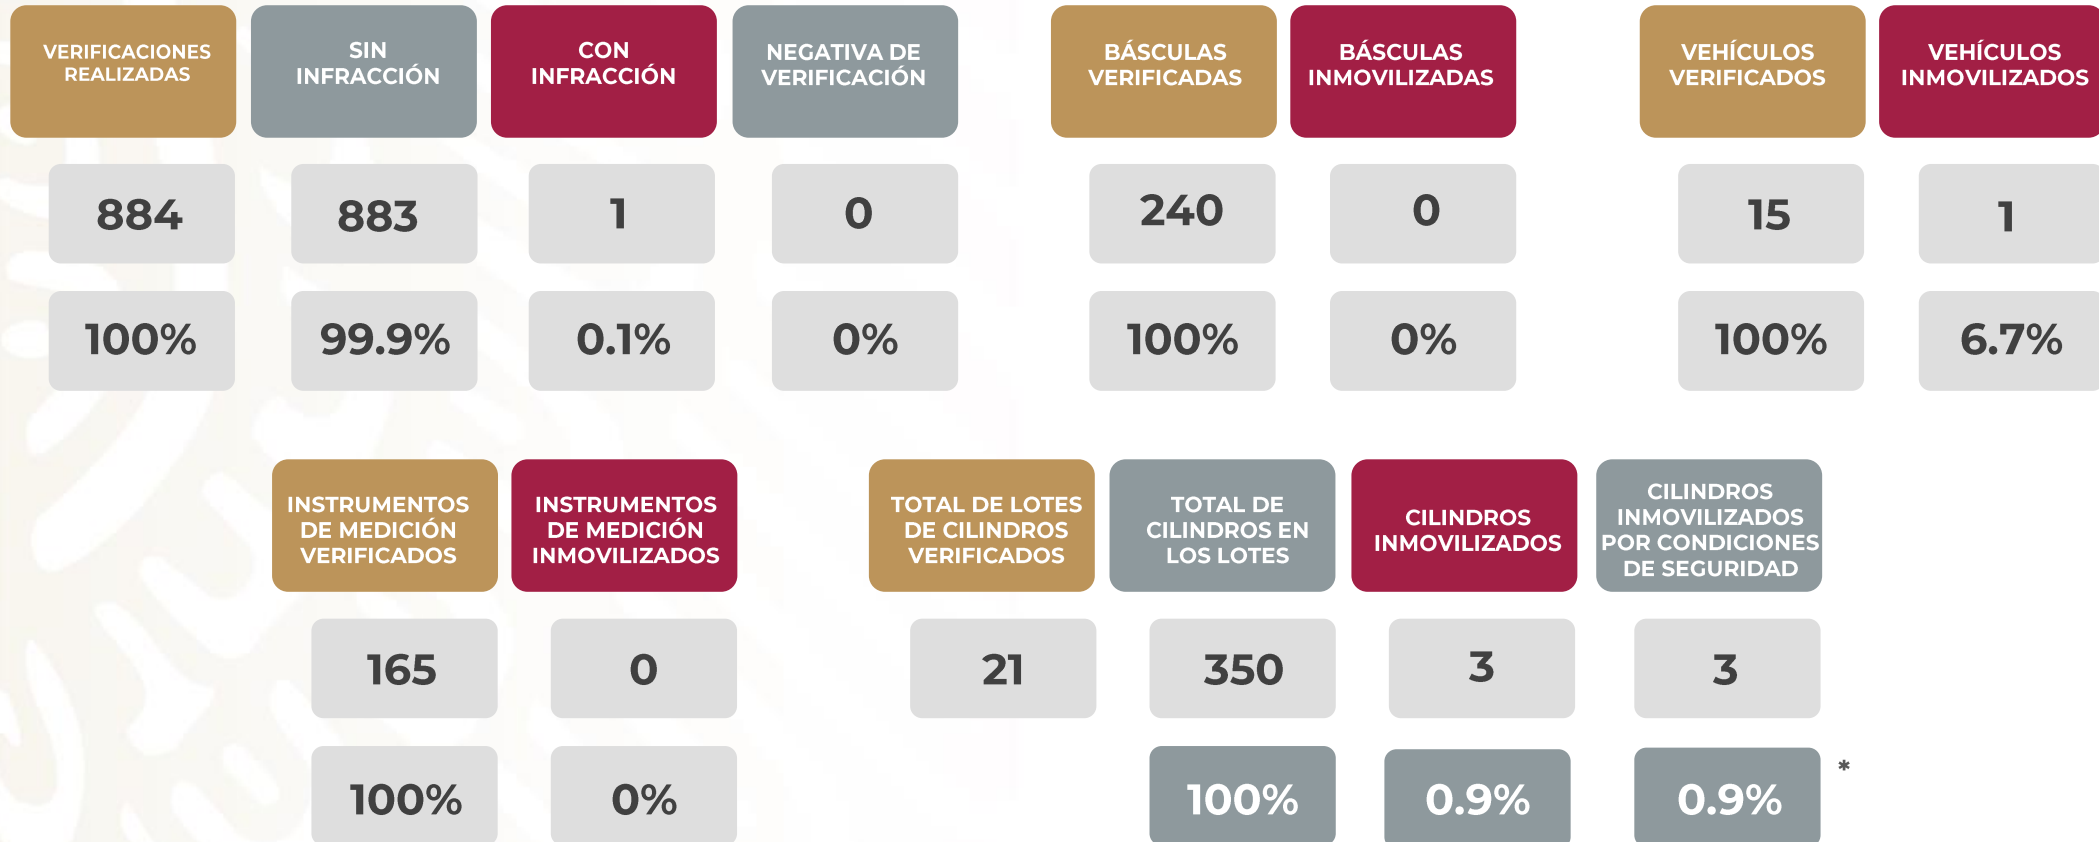 VERIFICACIONES
REALIZADAS
SIN
INFRACCIÓN
CON
INFRACCIÓN
NEGATIVA DE
VERIFICACIÓN
BÁSCULAS
VERIFICADAS
BÁSCULAS
INMOVILIZADAS
VEHÍCULOS
VERIFICADOS
VEHÍCULOS
INMOVILIZADOS
884
883
1
0
240
0
15
1
100%
99.9%
0.1%
0%
100%
0%
100%
6.7%
INSTRUMENTOS
DE MEDICIÓN
VERIFICADOS
INSTRUMENTOS
DE MEDICIÓN
INMOVILIZADOS
TOTAL DE LOTES
DE CILINDROS
VERIFICADOS
TOTAL DE
CILINDROS EN
LOS LOTES
CILINDROS
INMOVILIZADOS
CILINDROS
INMOVILIZADOS
POR CONDICIONES
DE SEGURIDAD
165
0
21
350
3
3
100%
0%
100%
0.9%
0.9%
*